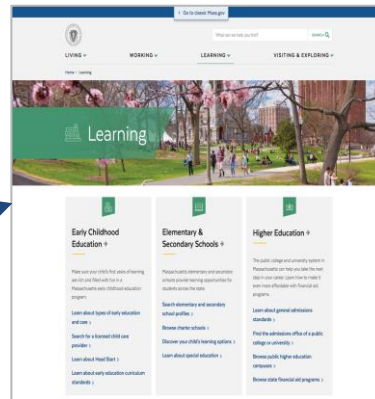 Go to classic Mass.gov
What can we help you find?
SEARCH
LIVING
WORKING
LEARNING
VISITING & EXPLORING
Home
Learning
Learning
Early Childhood
Education
Make sure your child's first years of learning
are rich and filled with fun in a
Massachusetts early childhood education
program.
Learn about types of early education
and care
Search for a licensed child care
provider
Learn about Head Start
Learn about early education curriculum
standards
Elementary &
Secondary Schools
Massachusetts elementary and secondary
schools provide learning opportunities for
students across the state.
Search elementary and secondary
school profiles
Browse charter schools
Discover your child's learning options
Learn about special education
Higher Education
The public college and university system in
Massachusetts can help you take the next
step in your career. Learn how to make it
even more affordable with financial aid
programs.
Learn about general admissions
standards
Find the admissions office of a public
college or university
Browse public higher education
campuses
Browse state financial aid programs